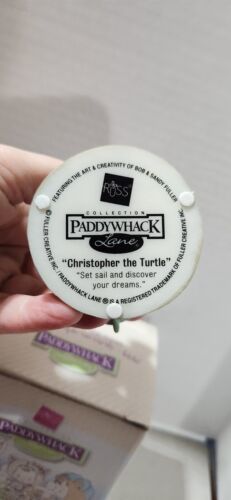 FEATURING THE ART & CREATIVITY OF BOB & SANDY FULLER
RUSS
COLLECTION
PADDYWHACK
Lane
"Christopher the Turtle"
"Set sail and discover
your dreams."
© FULLER CREATIVE INC. / PADDYWHACK LANE ® IS A REGISTERED TRADEMARK OF FULLER CREATIVE INC.
RUSS
PADDYWHACK